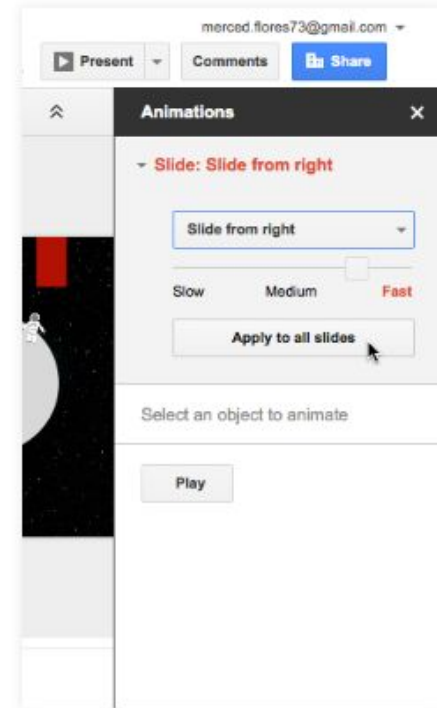 merced.flores73@gmail.com
Present
Comments
Share
Animations
Slide: Slide from right
Slide from right
Slow Medium Fast
Apply to all slides
Select an object to animate
Play